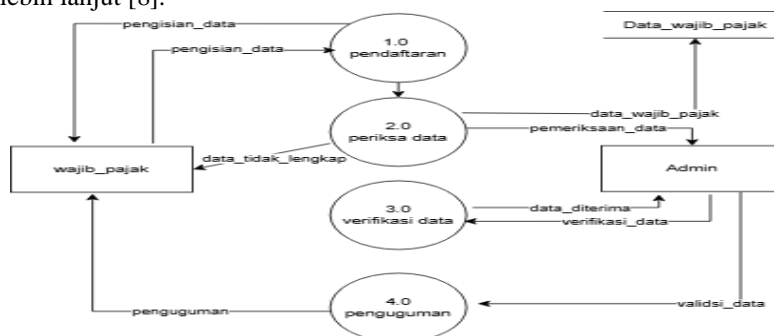 lebih lanjut [6].
pengisian_data
1.0
pendaftaran
Data_wajib_pajak
pengisian_data
2.0
periksa data
data_wajib_pajak
pemeriksaan_data
data_tidak_lengkap
wajib_pajak
Admin
3.0
verifikasi data
data_diterima
verifikasi_data
4.0
penguguman
penguguman
validsi_data